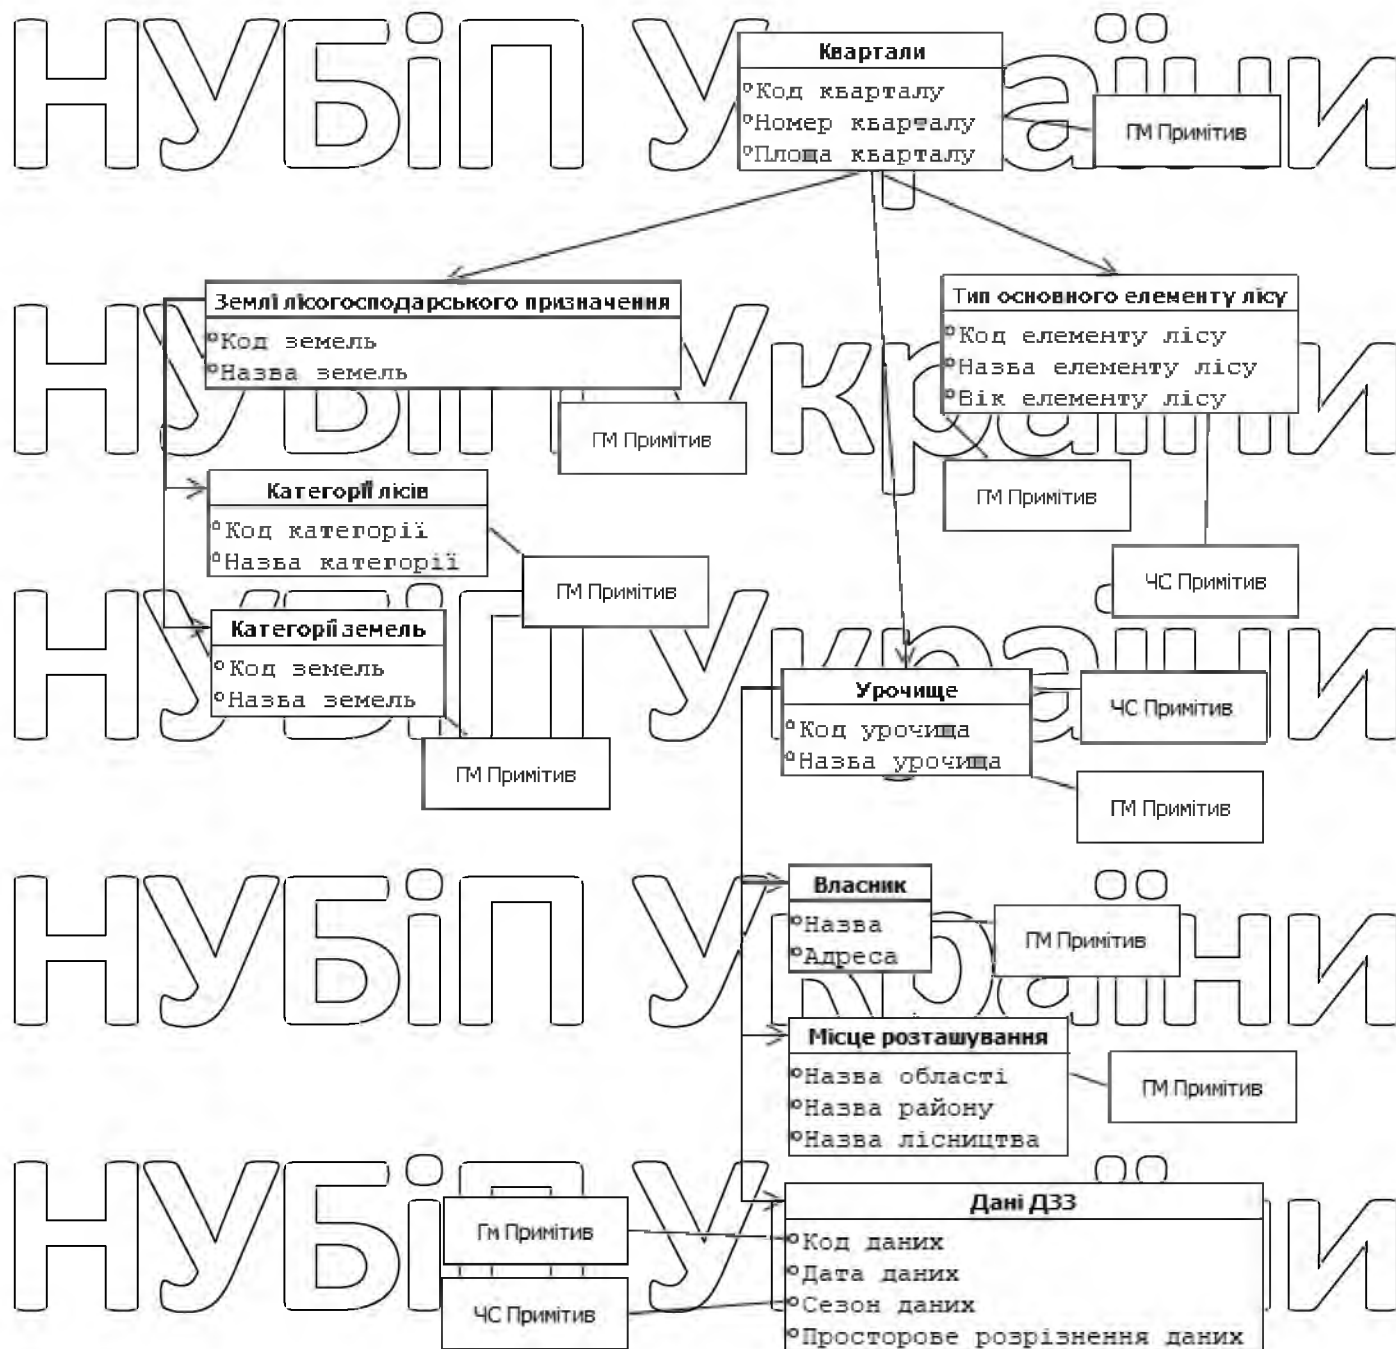 НУБіП України
Квартали
Код кварталу
Номер кварталу
Площа кварталу
ГМ Примітив
НУБіП України
Землі лісогосподарського призначення
Код земель
Назва земель
ГМ Примітив
Тип основного елементу лісу
Код елементу лісу
Назва елементу лісу
Вік елементу лісу
ГМ Примітив
ЧС Примітив
Категорії лісів
Код категорії
Назва категорії
ГМ Примітив
НУБіП України
Категорії земель
Код земель
Назва земель
ГМ Примітив
Урочище
Код урочища
Назва урочища
ЧС Примітив
ГМ Примітив
НУБіП України
Власник
Назва
Адреса
ГМ Примітив
Місце розташування
Назва області
Назва району
Назва лісництва
ГМ Примітив
НУБіП України
Дані ДЗЗ
Код даних
Дата даних
Сезон даних
Просторове розрізнення даних
Гм Примітив
ЧС Примітив